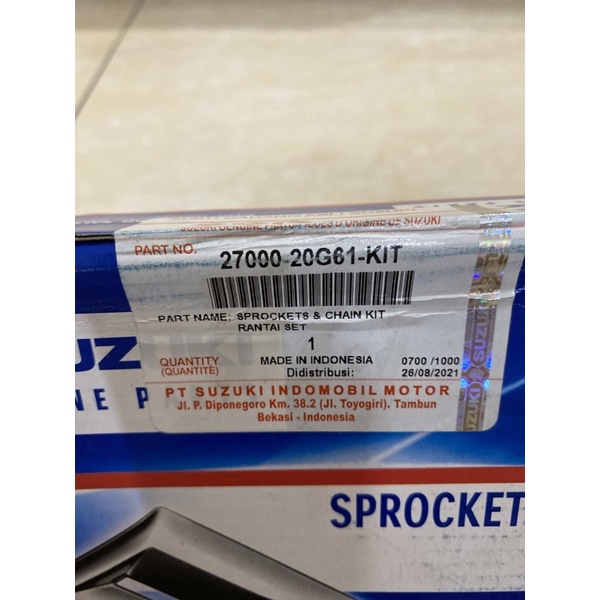 PART NO. 27000-20G61-KIT
PART NAME: SPROCKETS & CHAIN KIT
RANTAI SET
QUANTITY 1
(QUANTITÉ)
MADE IN INDONESIA 0700 /1000
Didistribusi: 26/08/2021
PT SUZUKI INDOMOBIL MOTOR
Jl. P. Diponegoro Km. 38.2 (Jl. Toyogiri). Tambun
Bekasi - Indonesia
SUZUKI
SUZUKI
SPROCKET